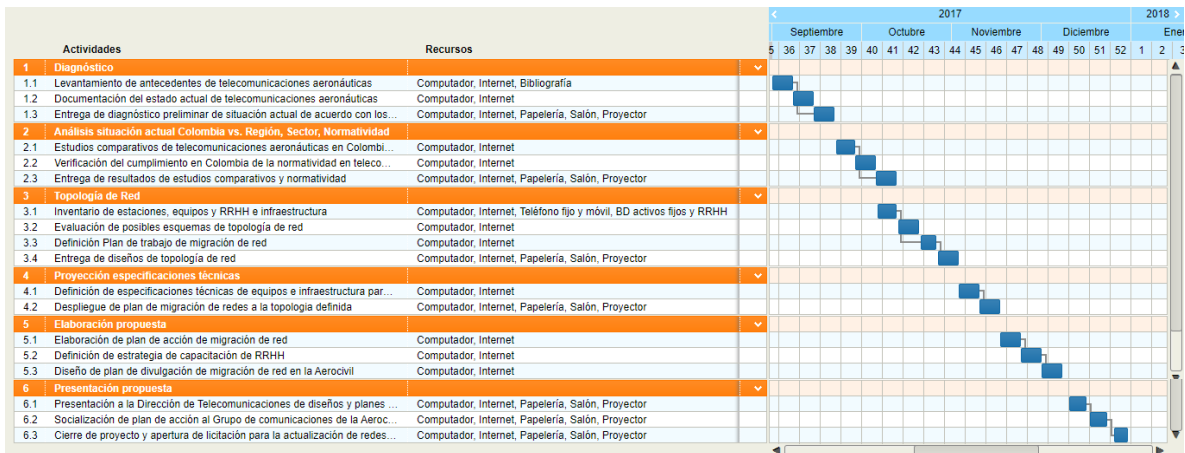 2017 2018
Septiembre Octubre Noviembre Diciembre Ener
5 36 37 38 39 40 41 42 43 44 45 46 47 48 49 50 51 52 1 2 3
Actividades Recursos
1 Diagnóstico
1.1 Levantamiento de antecedentes de telecomunicaciones aeronáuticas Computador, Internet, Bibliografía
1.2 Documentación del estado actual de telecomunicaciones aeronáuticas Computador, Internet
1.3 Entrega de diagnóstico preliminar de situación actual de acuerdo con los... Computador, Internet, Papelería, Salón, Proyector
2 Análisis situación actual Colombia vs. Región, Sector, Normatividad
2.1 Estudios comparativos de telecomunicaciones aeronáuticas en Colombi... Computador, Internet
2.2 Verificación del cumplimiento en Colombia de la normatividad en teleco... Computador, Internet
2.3 Entrega de resultados de estudios comparativos y normatividad Computador, Internet, Papelería, Salón, Proyector
3 Topología de Red
3.1 Inventario de estaciones, equipos y RRHH e infraestructura Computador, Internet, Teléfono fijo y móvil, BD activos fijos y RRHH
3.2 Evaluación de posibles esquemas de topología de red Computador, Internet
3.3 Definición Plan de trabajo de migración de red Computador, Internet
3.4 Entrega de diseños de topología de red Computador, Internet, Papelería, Salón, Proyector
4 Proyección especificaciones técnicas
4.1 Definición de especificaciones técnicas de equipos e infraestructura par... Computador, Internet
4.2 Despliegue de plan de migración de redes a la topologia definida Computador, Internet, Papelería, Salón, Proyector
5 Elaboración propuesta
5.1 Elaboración de plan de acción de migración de red Computador, Internet
5.2 Definición de estrategia de capacitación de RRHH Computador, Internet
5.3 Diseño de plan de divulgación de migración de red en la Aerocivil Computador, Internet
6 Presentación propuesta
6.1 Presentación a la Dirección de Telecomunicaciones de diseños y planes ... Computador, Internet, Papelería, Salón, Proyector
6.2 Socialización de plan de acción al Grupo de comunicaciones de la Aeroc... Computador, Internet, Papelería, Salón, Proyector
6.3 Cierre de proyecto y apertura de licitación para la actualización de redes... Computador, Internet, Papelería, Salón, Proyector